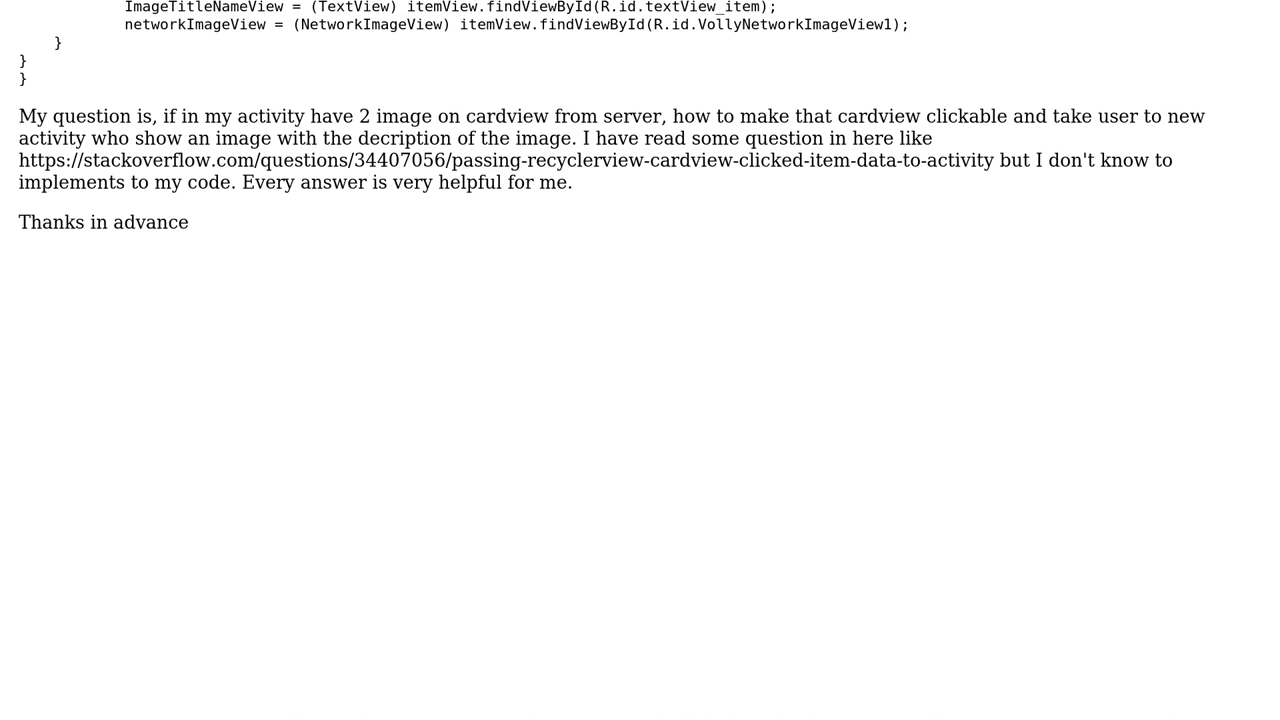 ImageTitleNameView = (TextView) itemView.findViewById(R.id.textView_item);
networkImageView = (NetworkImageView) itemView.findViewById(R.id.VollyNetworkImageView1);
}
}
}
My question is, if in my activity have 2 image on cardview from server, how to make that cardview clickable and take user to new
activity who show an image with the decription of the image. I have read some question in here like
https://stackoverflow.com/questions/34407056/passing-recyclerview-cardview-clicked-item-data-to-activity but I don't know to
implements to my code. Every answer is very helpful for me.
Thanks in advance